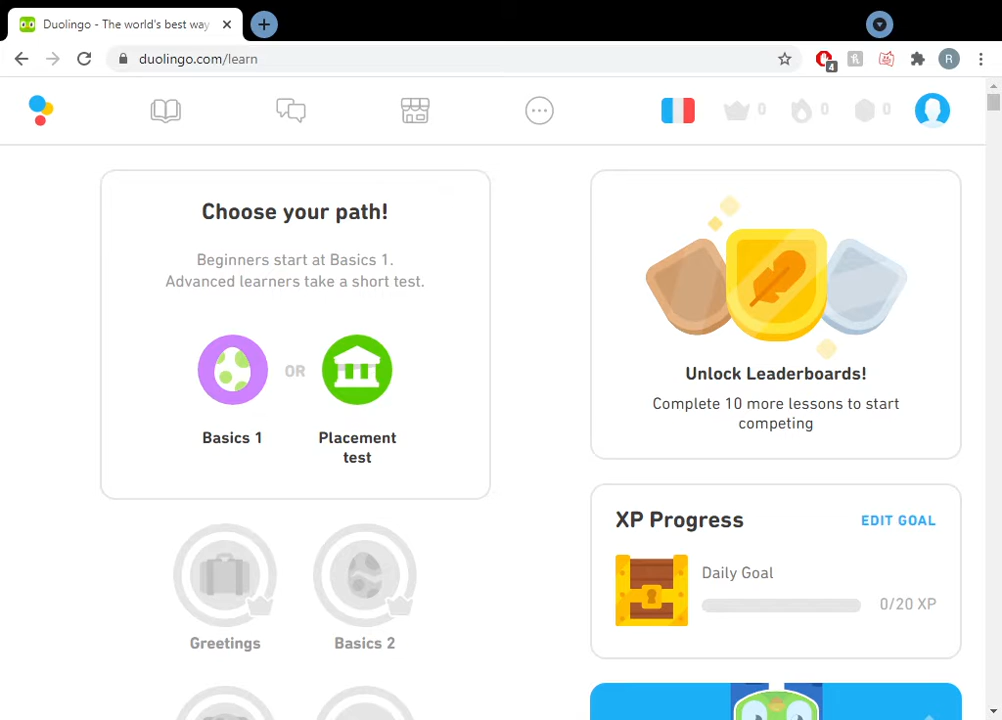 Duolingo - The world's best way
duolingo.com/learn
4
R
0
0
0
Choose your path!
Beginners start at Basics 1.
Advanced learners take a short test.
OR
Basics 1
Placement
test
Greetings
Basics 2
Unlock Leaderboards!
Complete 10 more lessons to start
competing
XP Progress
EDIT GOAL
Daily Goal
0/20 XP